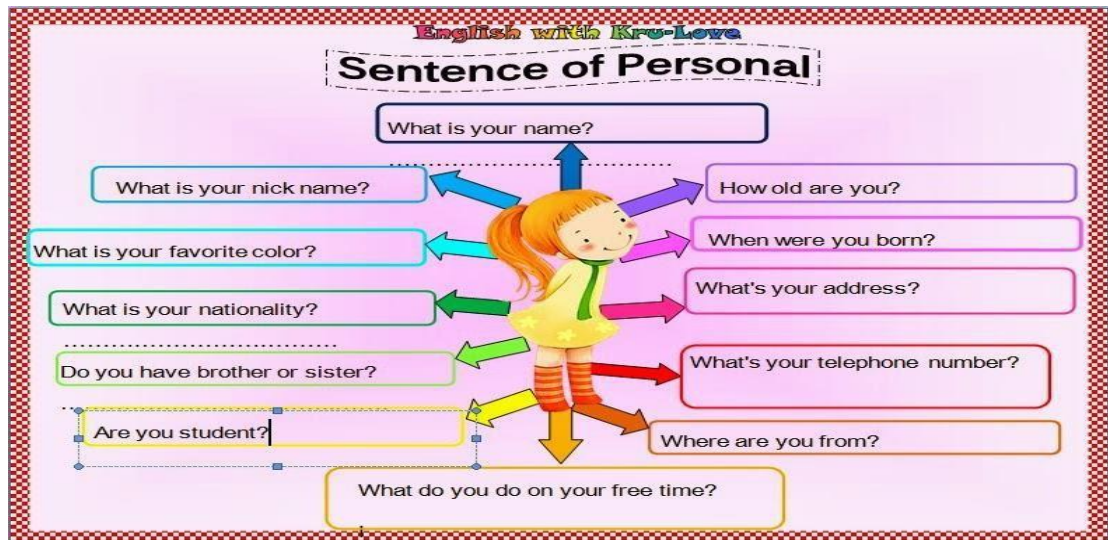 English with Kru-Love
Sentence of Personal
What is your name?
What is your nick name?
How old are you?
What is your favorite color?
When were you born?
What is your nationality?
What's your address?
Do you have brother or sister?
What's your telephone number?
Are you student?
Where are you from?
What do you do on your free time?